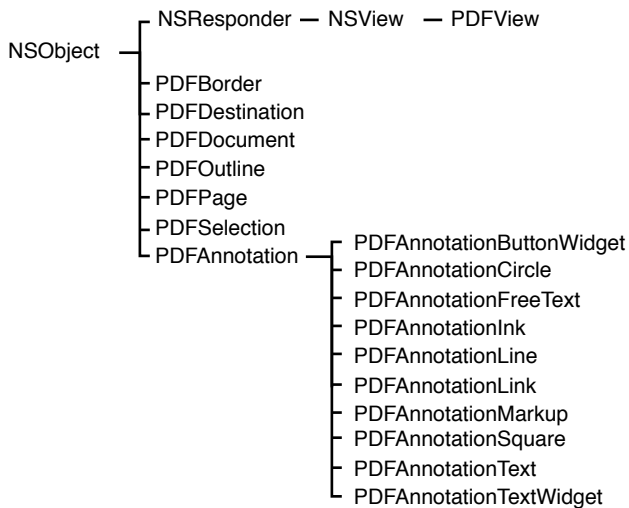 NSResponder NSView PDFView
NSObject
PDFBorder
PDFDestination
PDFDocument
PDFOutline
PDFPage
PDFSelection
PDFAnnotation
PDFAnnotationButtonWidget
PDFAnnotationCircle
PDFAnnotationFreeText
PDFAnnotationInk
PDFAnnotationLine
PDFAnnotationLink
PDFAnnotationMarkup
PDFAnnotationSquare
PDFAnnotationText
PDFAnnotationTextWidget